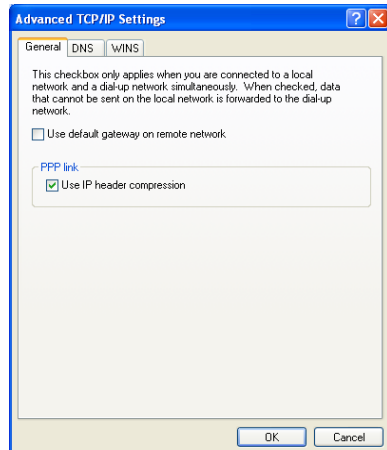 Advanced TCP/IP Settings
General DNS WINS
This checkbox only applies when you are connected to a local
network and a dial-up network simultaneously. When checked, data
that cannot be sent on the local network is forwarded to the dial-up
network.
Use default gateway on remote network
PPP link
Use IP header compression
OK Cancel